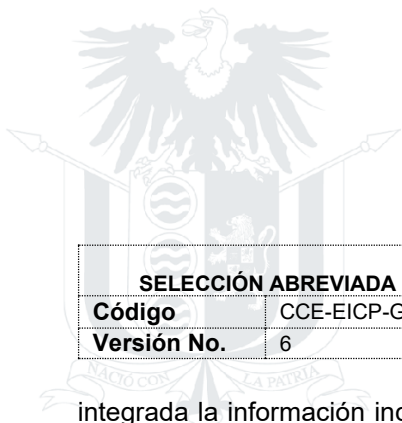 SELECCIÓN ABREVIADA
Código CCE-EICP-G
Versión No. 6
NACIÓ CON LA PATRIA
integrada la información inc